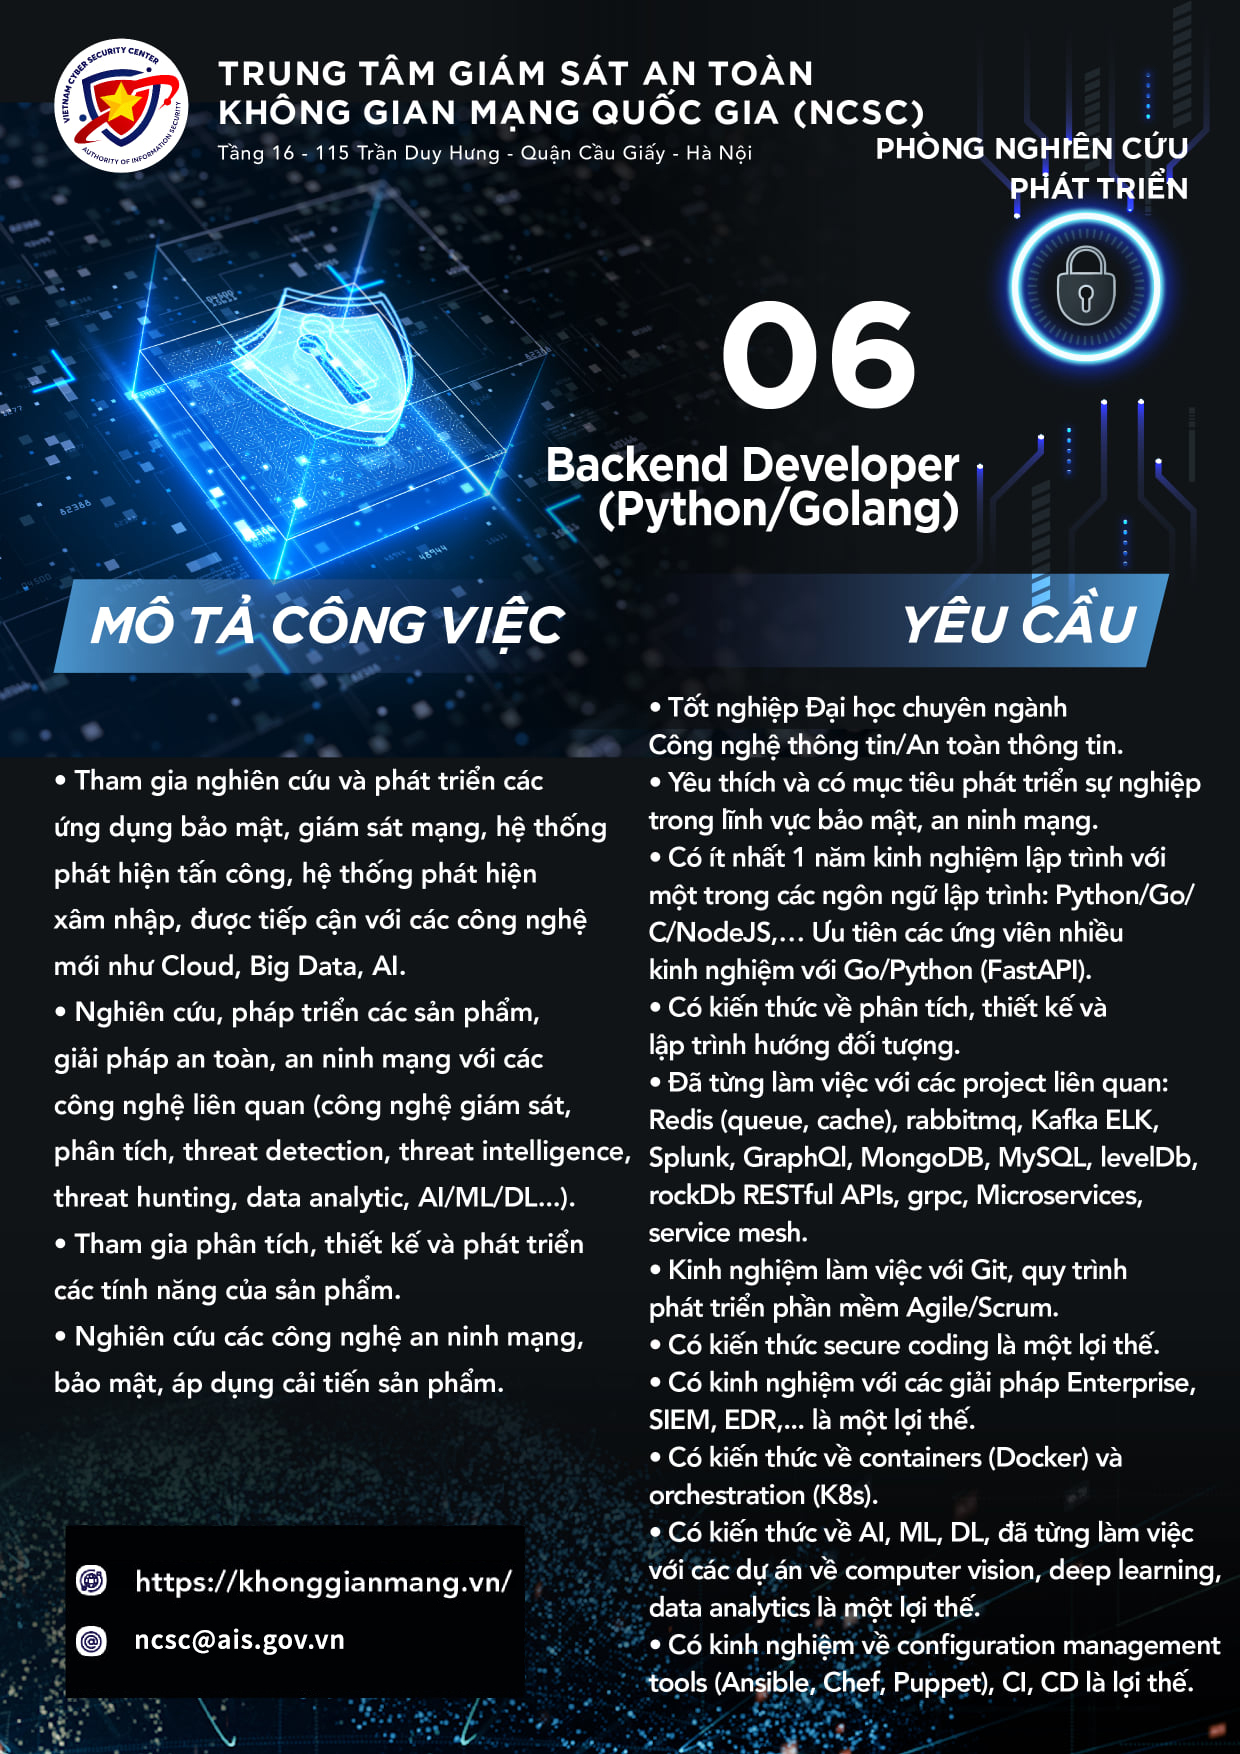 VIETNAM CYBER SECURITY CENTER
AUTHORITY OF INFORMATION SECURITY
TRUNG TÂM GIÁM SÁT AN TOÀN
KHÔNG GIAN MẠNG QUỐC GIA (NCSC)
Tầng 16 - 115 Trần Duy Hưng - Quận Cầu Giấy - Hà Nội
PHÒNG NGHIÊN CỨU
PHÁT TRIỂN
06
Backend Developer
(Python/Golang)
MÔ TẢ CÔNG VIỆC
• Tham gia nghiên cứu và phát triển các
ứng dụng bảo mật, giám sát mạng, hệ thống
phát hiện tấn công, hệ thống phát hiện
xâm nhập, được tiếp cận với các công nghệ
mới như Cloud, Big Data, AI.
• Nghiên cứu, pháp triển các sản phẩm,
giải pháp an toàn, an ninh mạng với các
công nghệ liên quan (công nghệ giám sát,
phân tích, threat detection, threat intelligence,
threat hunting, data analytic, AI/ML/DL...).
• Tham gia phân tích, thiết kế và phát triển
các tính năng của sản phẩm.
• Nghiên cứu các công nghệ an ninh mạng,
bảo mật, áp dụng cải tiến sản phẩm.
YÊU CẦU
• Tốt nghiệp Đại học chuyên ngành
Công nghệ thông tin/An toàn thông tin.
• Yêu thích và có mục tiêu phát triển sự nghiệp
trong lĩnh vực bảo mật, an ninh mạng.
• Có ít nhất 1 năm kinh nghiệm lập trình với
một trong các ngôn ngữ lập trình: Python/Go/
C/NodeJS,... Ưu tiên các ứng viên nhiều
kinh nghiệm với Go/Python (FastAPI).
• Có kiến thức về phân tích, thiết kế và
lập trình hướng đối tượng.
• Đã từng làm việc với các project liên quan:
Redis (queue, cache), rabbitmq, Kafka ELK,
Splunk, GraphQl, MongoDB, MySQL, levelDb,
rockDb RESTful APIs, grpc, Microservices,
service mesh.
• Kinh nghiệm làm việc với Git, quy trình
phát triển phần mềm Agile/Scrum.
• Có kiến thức secure coding là một lợi thế.
• Có kinh nghiệm với các giải pháp Enterprise,
SIEM, EDR,... là một lợi thế.
• Có kiến thức về containers (Docker) và
orchestration (K8s).
• Có kiến thức về AI, ML, DL, đã từng làm việc
với các dự án về computer vision, deep learning,
data analytics là một lợi thế.
• Có kinh nghiệm về configuration management
tools (Ansible, Chef, Puppet), CI, CD là lợi thế.
https://khonggianmang.vn/
ncsc@ais.gov.vn